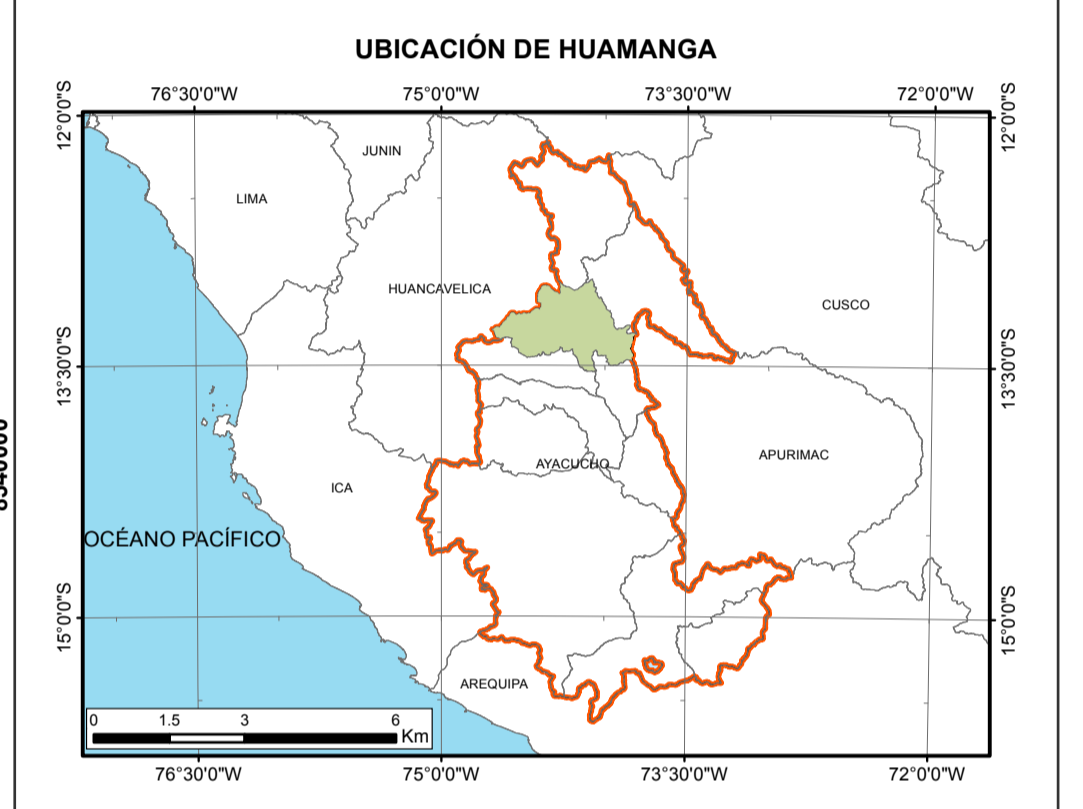 UBICACIÓN DE HUAMANGA
76°30'0"W 75°0'0"W 73°30'0"W 72°0'0"W
12°0'0"S
12°0'0"S
JUNIN
LIMA
HUANCAVELICA
CUSCO
13°30'0"S
13°30'0"S
AYACUCHO
APURIMAC
ICA
OCÉANO PACÍFICO
15°0'0"S
15°0'0"S
AREQUIPA
0 1.5 3 6
Km
76°30'0"W 75°0'0"W 73°30'0"W 72°0'0"W